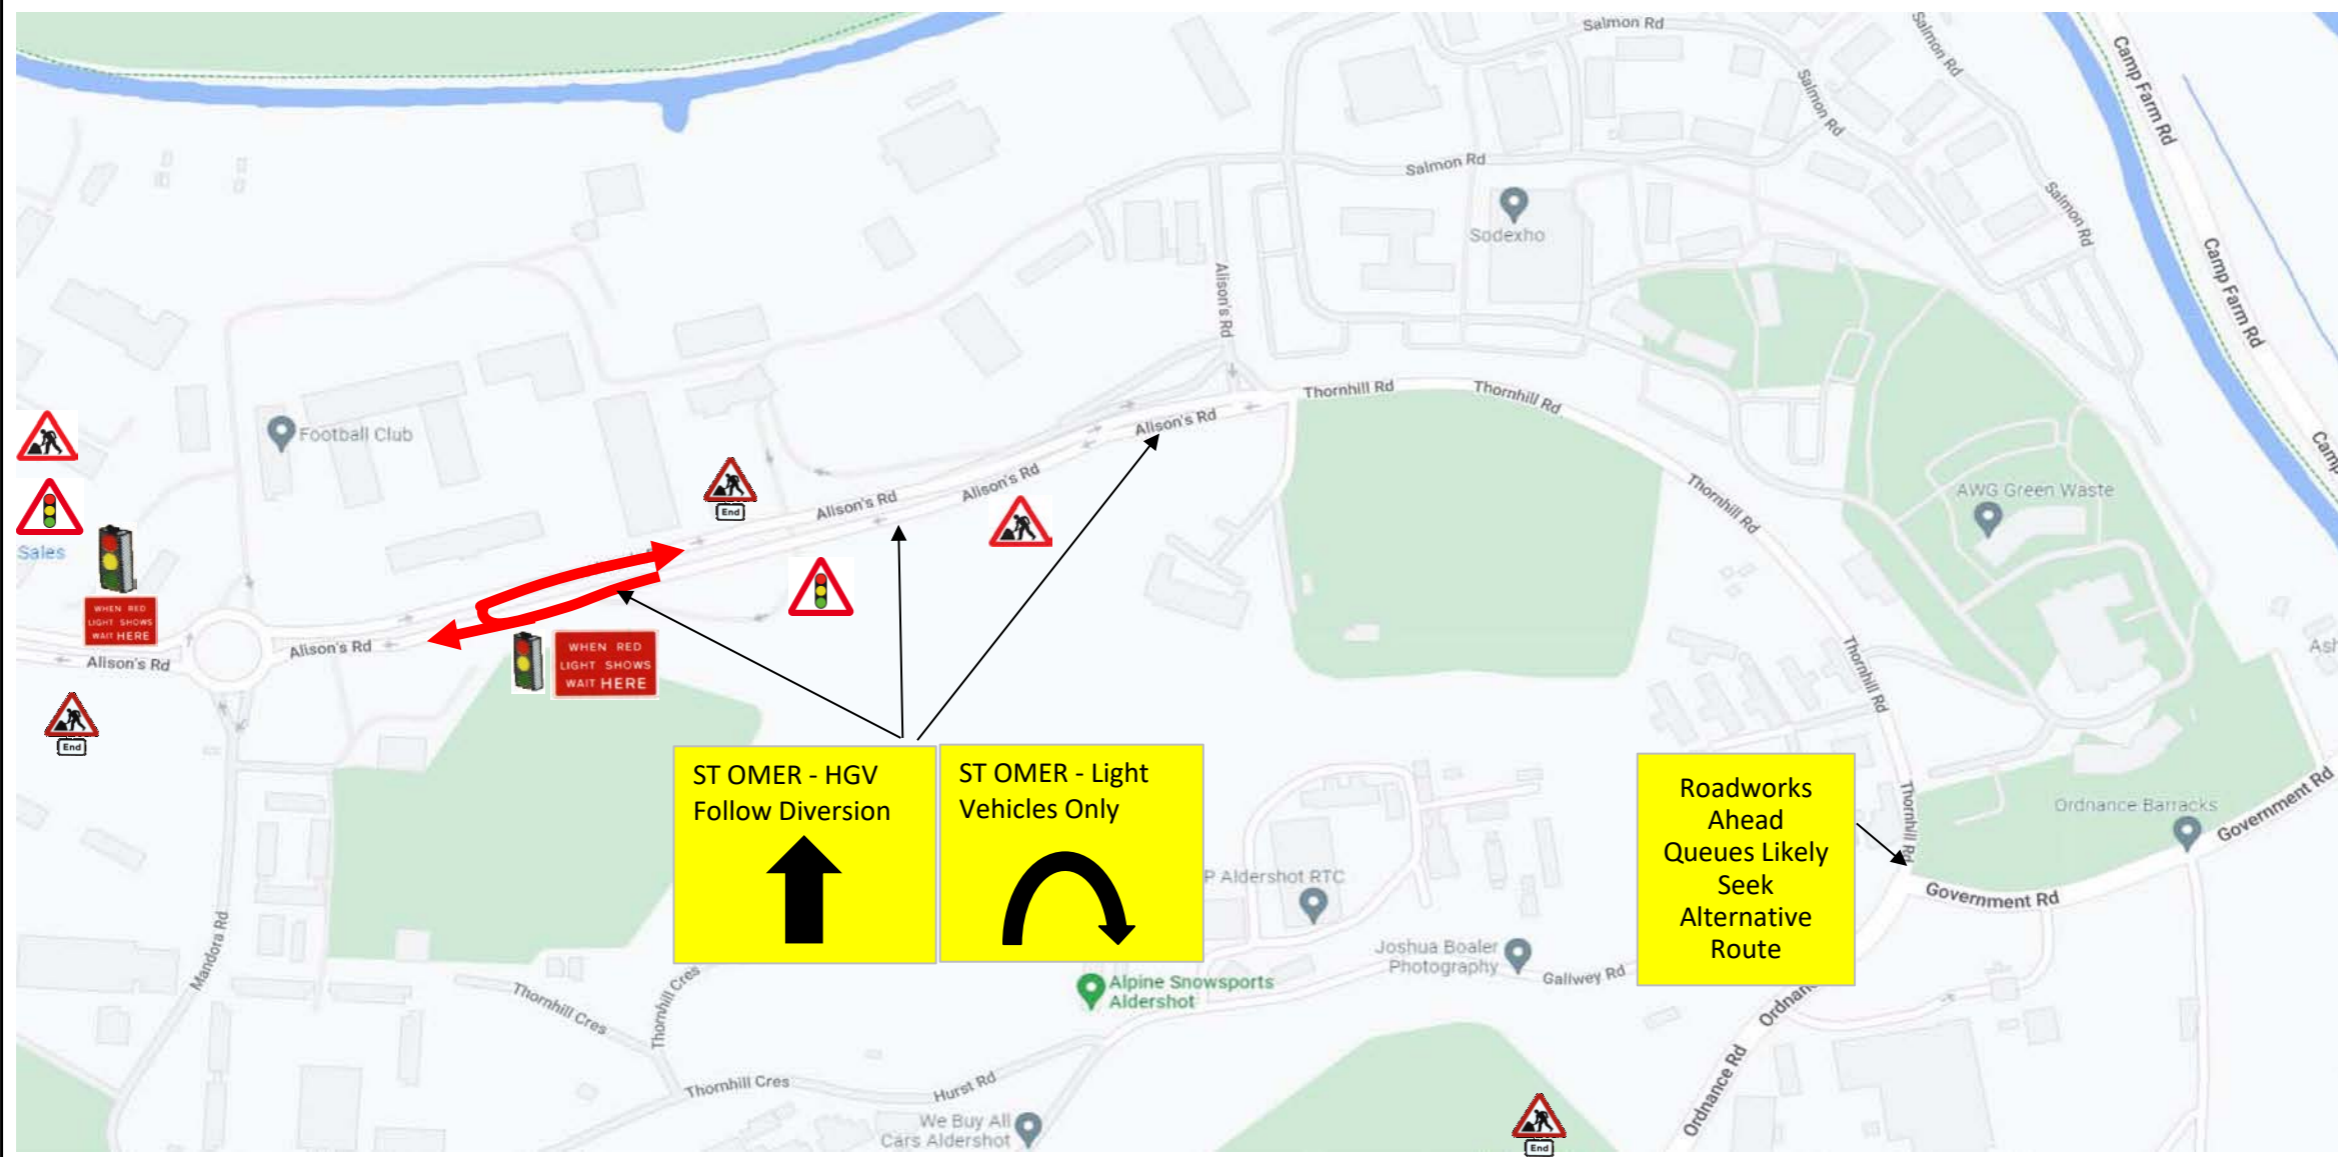 Salmon Rd
Salmon Rd
Camp Farm Rd
Salmon Rd
Salmon Rd
Salmon Rd
Sodexho
Camp Farm Rd
Alison's Rd
Thornhill Rd
Thornhill Rd
Alison's Rd
Football Club
Camp
Alison's Rd
Alison's Rd
Thornhill Rd
AWG Green Waste
End
Sales
WHEN RED
LIGHT SHOWS
WAIT HERE
Alison's Rd
Alison's Rd
WHEN RED
LIGHT SHOWS
WAIT HERE
Thornhill Rd
Ash
End
ST OMER - HGV
Follow Diversion
ST OMER - Light
Vehicles Only
Roadworks
Ahead
Queues Likely
Seek
Alternative
Route
Thornhill Rd
Ordnance Barracks
Government Rd
Government Rd
P Aldershot RTC
Mandora Rd
Joshua Boaler
Photography
Gallwey Rd
Alpine Snowsports
Aldershot
Thornhill Cres
Thornhill Cres
Ordnan
Ordnance Rd
Thornhill Cres
Hurst Rd
We Buy All
Cars Aldershot
End